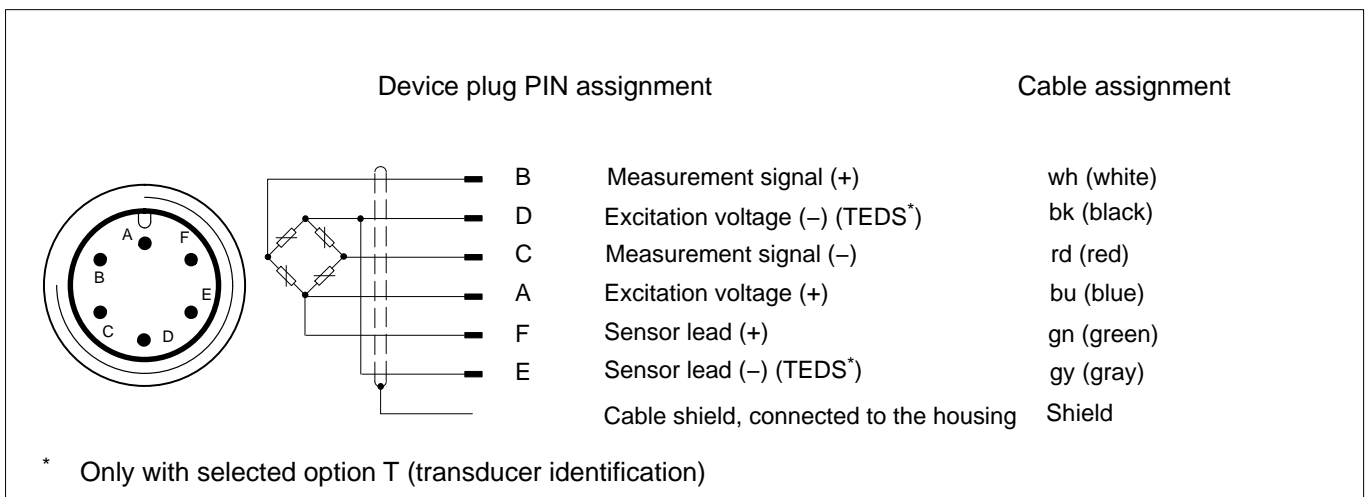 Device plug PIN assignment Cable assignment
B Measurement signal (+) wh (white)
D Excitation voltage (−) (TEDS*) bk (black)
C Measurement signal (−) rd (red)
A Excitation voltage (+) bu (blue)
F Sensor lead (+) gn (green)
E Sensor lead (−) (TEDS*) gy (gray)
Cable shield, connected to the housing Shield
A F
B
E
C D
* Only with selected option T (transducer identification)